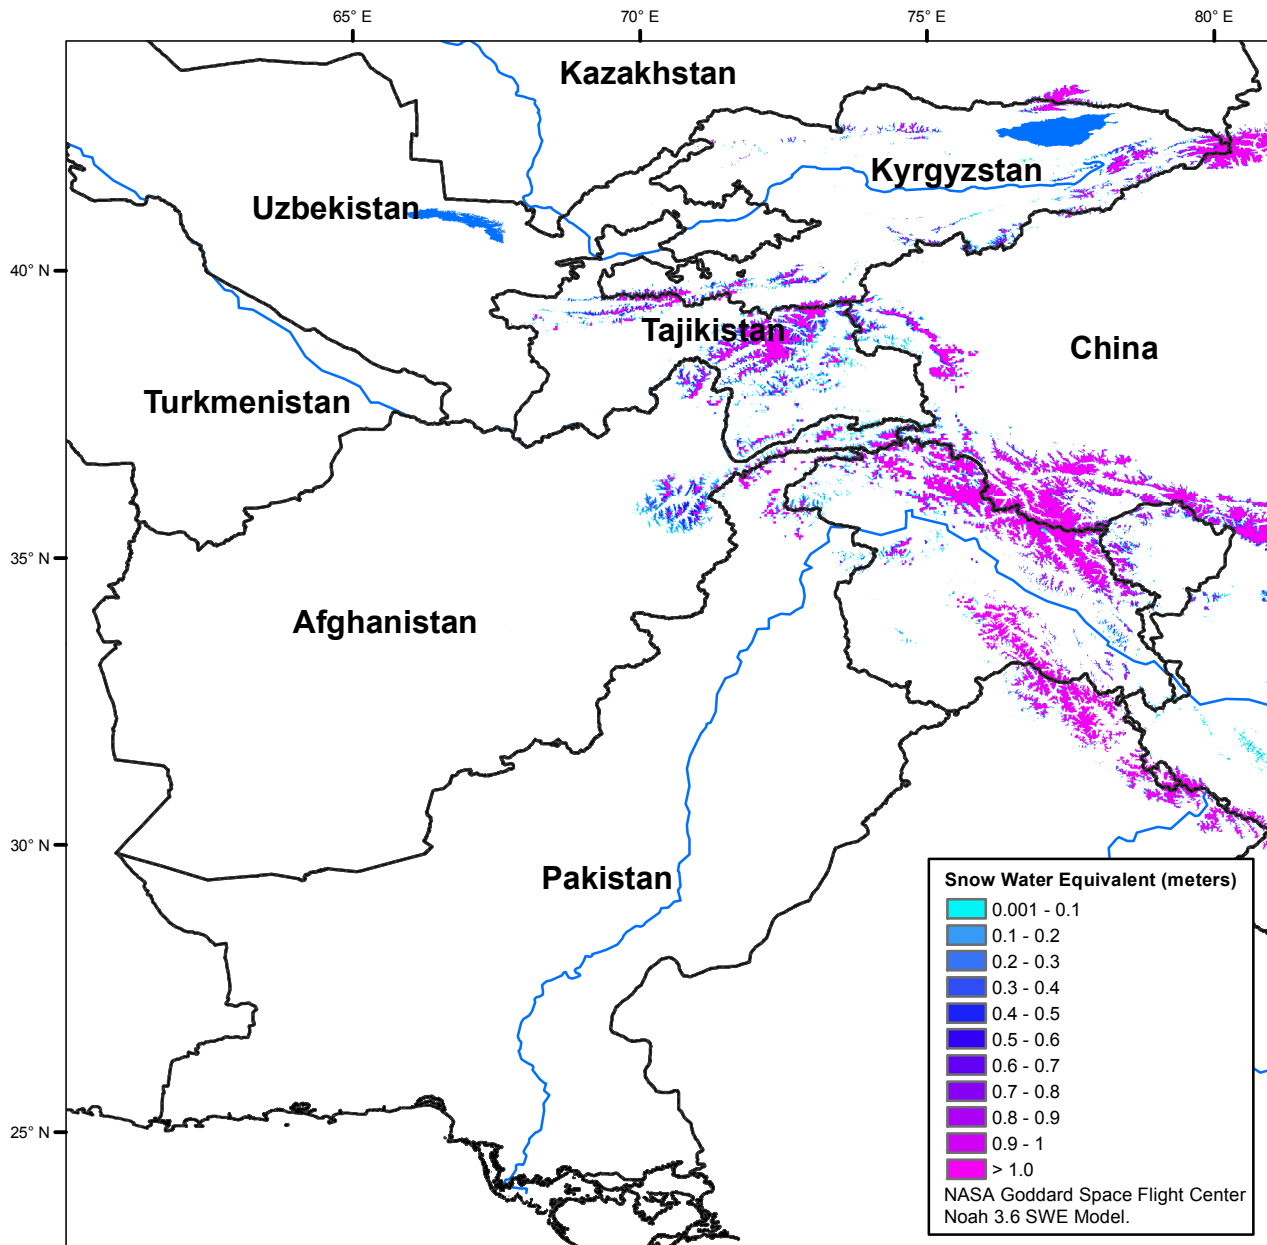 65° E 70° E 75° E 80° E
Kazakhstan
Kyrgyzstan
Uzbekistan
40° N
Tajikistan
China
Turkmenistan
35° N
Afghanistan
30° N
Pakistan
Snow Water Equivalent (meters)
0.001 - 0.1
0.1 - 0.2
0.2 - 0.3
0.3 - 0.4
0.4 - 0.5
0.5 - 0.6
0.6 - 0.7
0.7 - 0.8
0.8 - 0.9
0.9 - 1
> 1.0
25° N
NASA Goddard Space Flight Center
Noah 3.6 SWE Model.